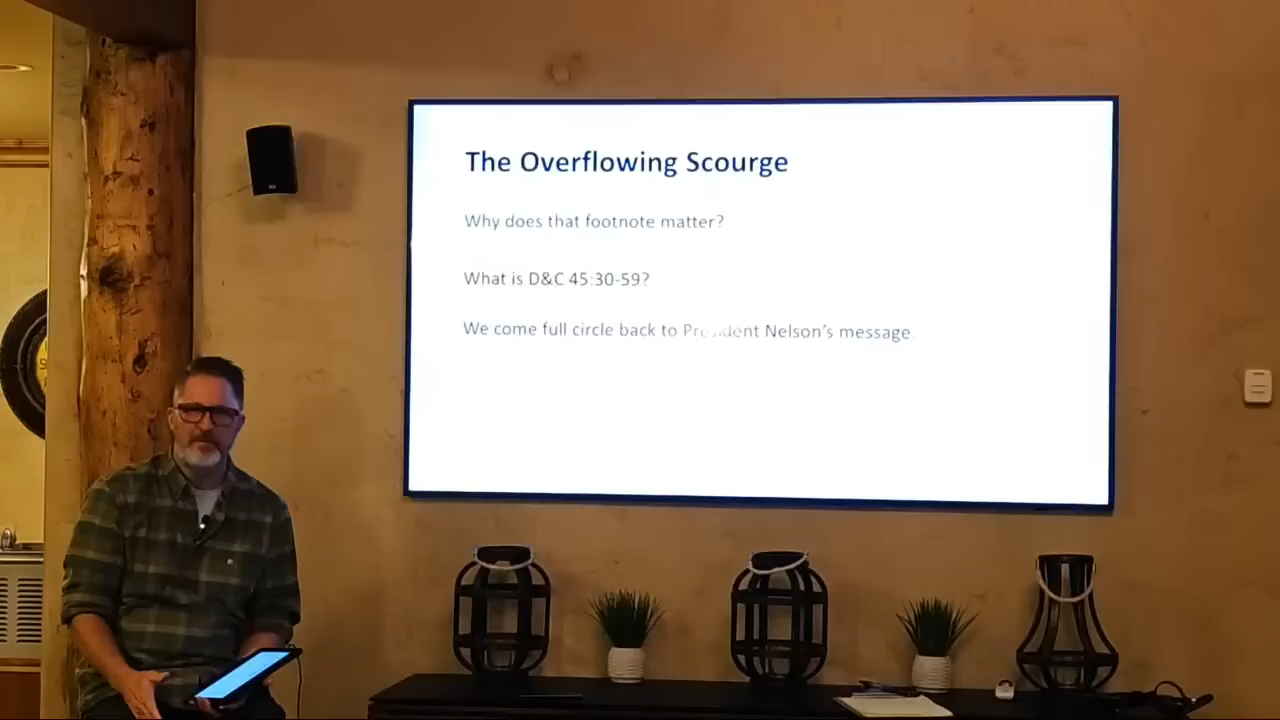 The Overflowing Scourge
Why does that footnote matter?
What is D&C 45:30-59?
We come full circle back to President Nelson's message.